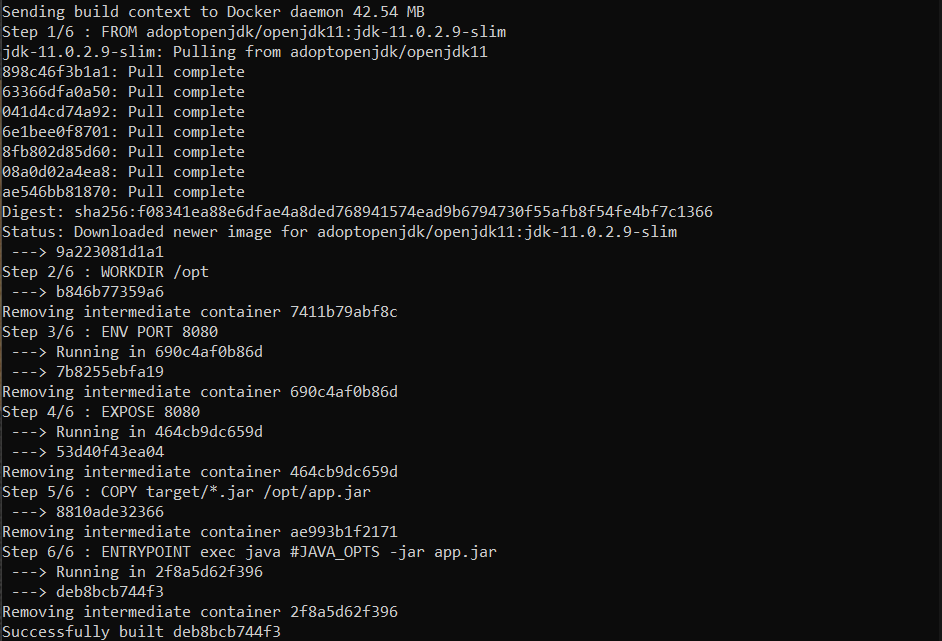 Sending build context to Docker daemon 42.54 MB
Step 1/6 : FROM adoptopenjdk/openjdk11:jdk-11.0.2.9-slim
jdk-11.0.2.9-slim: Pulling from adoptopenjdk/openjdk11
898c46f3b1a1: Pull complete
63366dfa0a50: Pull complete
041d4cd74a92: Pull complete
6e1bee0f8701: Pull complete
8fb802d85d60: Pull complete
08a0d02a4ea8: Pull complete
ae546bb81870: Pull complete
Digest: sha256:f08341ea88e6dfae4a8ded768941574ead9b6794730f55afb8f54fe4bf7c1366
Status: Downloaded newer image for adoptopenjdk/openjdk11:jdk-11.0.2.9-slim
 ---> 9a223081d1a1
Step 2/6 : WORKDIR /opt
 ---> b846b77359a6
Removing intermediate container 7411b79abf8c
Step 3/6 : ENV PORT 8080
 ---> Running in 690c4af0b86d
 ---> 7b8255ebfa19
Removing intermediate container 690c4af0b86d
Step 4/6 : EXPOSE 8080
 ---> Running in 464cb9dc659d
 ---> 53d40f43ea04
Removing intermediate container 464cb9dc659d
Step 5/6 : COPY target/*.jar /opt/app.jar
 ---> 8810ade32366
Removing intermediate container ae993b1f2171
Step 6/6 : ENTRYPOINT exec java #JAVA_OPTS -jar app.jar
 ---> Running in 2f8a5d62f396
 ---> deb8bcb744f3
Removing intermediate container 2f8a5d62f396
Successfully built deb8bcb744f3